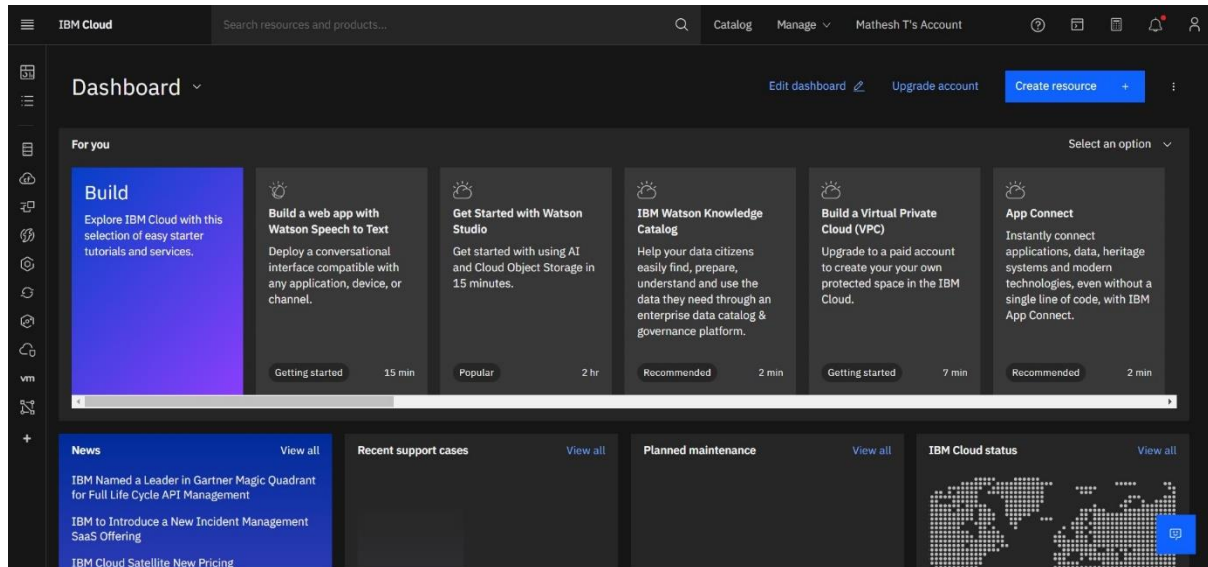 IBM Cloud
Search resources and products...
Catalog
Manage
Mathesh T's Account
Dashboard
Edit dashboard
Upgrade account
Create resource +
For you
Select an option
Build
Explore IBM Cloud with this
selection of easy starter
tutorials and services.
Build a web app with
Watson Speech to Text
Deploy a conversational
interface compatible with
any application, device, or
channel.
Getting started
15 min
Get Started with Watson
Studio
Get started with using AI
and Cloud Object Storage in
15 minutes.
Popular
2 hr
IBM Watson Knowledge
Catalog
Help your data citizens
easily find, prepare,
understand and use the
data they need through an
enterprise data catalog &
governance platform.
Recommended
2 min
Build a Virtual Private
Cloud (VPC)
Upgrade to a paid account
to create your your own
protected space in the IBM
Cloud.
Getting started
7 min
App Connect
Instantly connect
applications, data, heritage
systems and modern
technologies, even without a
single line of code, with IBM
App Connect.
Recommended
2 min
vm
News
View all
IBM Named a Leader in Gartner Magic Quadrant
for Full Life Cycle API Management
IBM to Introduce a New Incident Management
SaaS Offering
IBM Cloud Satellite New Pricing
Recent support cases
View all
Planned maintenance
View all
IBM Cloud status
View all